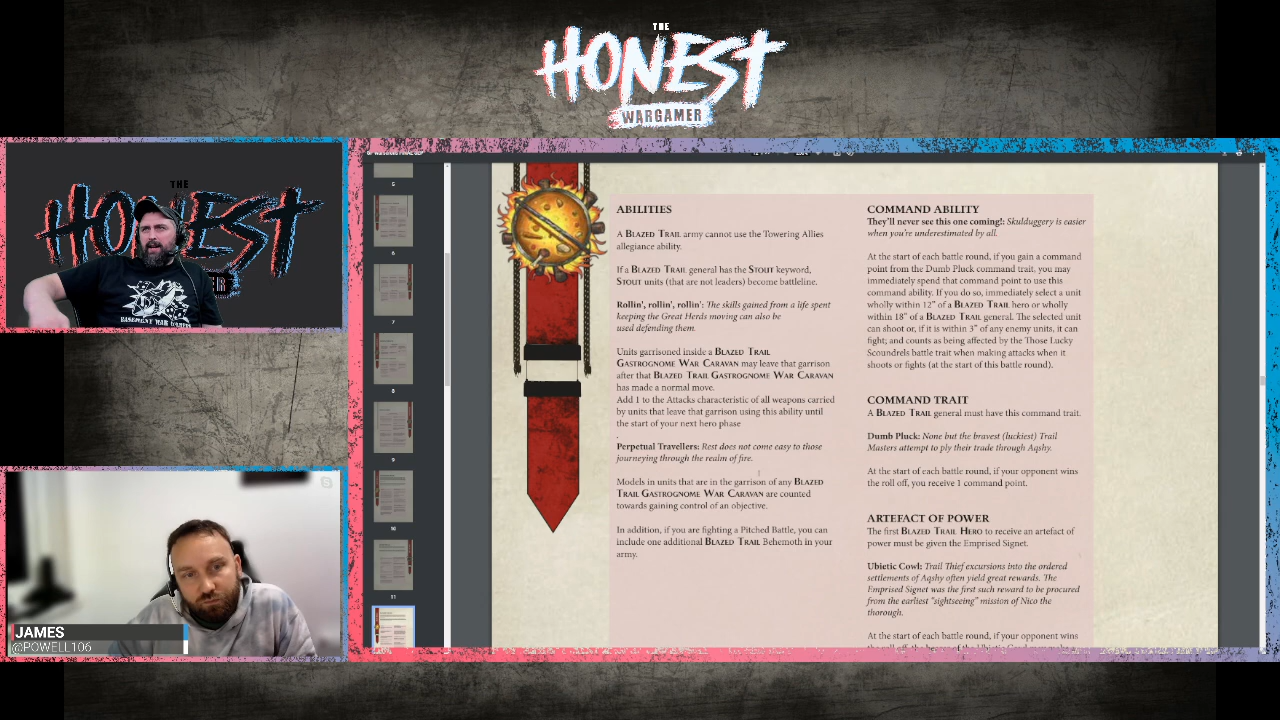 THE
HONEST
WARGAMER
THE
HONEST
BASEMENT WAR GAMING
JAMES
@POWELL106
5
6
7
8
9
10
11
ABILITIES
A BLAZED TRAIL army cannot use the Towering Allies
allegiance ability.
If a BLAZED TRAIL general has the STOUT keyword,
STOUT units (that are not leaders) become battleline.
Rollin', rollin', rollin': The skills gained from a life spent
keeping the Great Herds moving can also be
used defending them.
Units garrisoned inside a BLAZED TRAIL
GASTROGNOME WAR CARAVAN may leave that garrison
after that BLAZED TRAIL GASTROGNOME WAR CARAVAN
has made a normal move.
Add 1 to the Attacks characteristic of all weapons carried
by units that leave that garrison using this ability until
the start of your next hero phase
.
Perpetual Travellers: Rest does not come easy to those
journeying through the realm of fire.
Models in units that are in the garrison of any BLAZED
TRAIL GASTROGNOME WAR CARAVAN are counted
towards gaining control of an objective.
In addition, if you are fighting a Pitched Battle, you can
include one additional BLAZED TRAIL Behemoth in your
army.
COMMAND ABILITY
They'll never see this one coming!: Skulduggery is easier
when you're underestimated by all.
At the start of each battle round, if you gain a command
point from the Dumb Pluck command trait, you may
immediately spend that command point to use this
command ability. If you do so, immediately select a unit
wholly within 12" of a BLAZED TRAIL hero or wholly
within 18" of a BLAZED TRAIL general. The selected unit
can shoot or, if it is within 3" of any enemy units, it can
fight; and counts as being affected by the Those Lucky
Scoundrels battle trait when making attacks when it
shoots or fights (at the start of this battle round).
COMMAND TRAIT
A BLAZED TRAIL general must have this command trait.
Dumb Pluck: None but the bravest (luckiest) Trail
Masters attempt to ply their trade through Aqshy.
At the start of each battle round, if your opponent wins
the roll off, you receive 1 command point.
ARTEFACT OF POWER
The first BLAZED TRAIL HERO to receive an artefact of
power must be given the Emprised Signet.
Ubietic Cowl: Trail Thief excursions into the ordered
settlements of Aqshy often yield great rewards. The
Emprised Signet was the first such reward to be procured
from the earliest "sightseeing" mission of Nico the
thorough.
At the start of each battle round, if your opponent wins